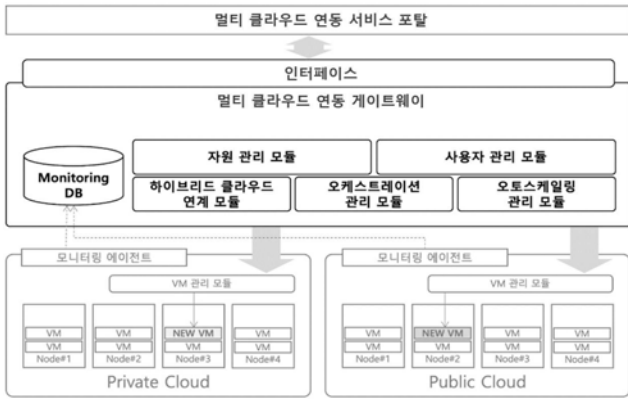 멀티 클라우드 연동 서비스 포탈
인터페이스
멀티 클라우드 연동 게이트웨이
Monitoring
DB
자원 관리 모듈
사용자 관리 모듈
하이브리드 클라우드
연계 모듈
오케스트레이션
관리 모듈
오토스케일링
관리 모듈
모니터링 에이전트
모니터링 에이전트
VM 관리 모듈
VM 관리 모듈
VM
VM
NEW VM
VM
VM
VM
VM
VM
Node#1
Node#2
Node#3
Node#4
Private Cloud
VM
NEW VM
VM
VM
VM
VM
VM
VM
Node#1
Node#2
Node#3
Node#4
Public Cloud